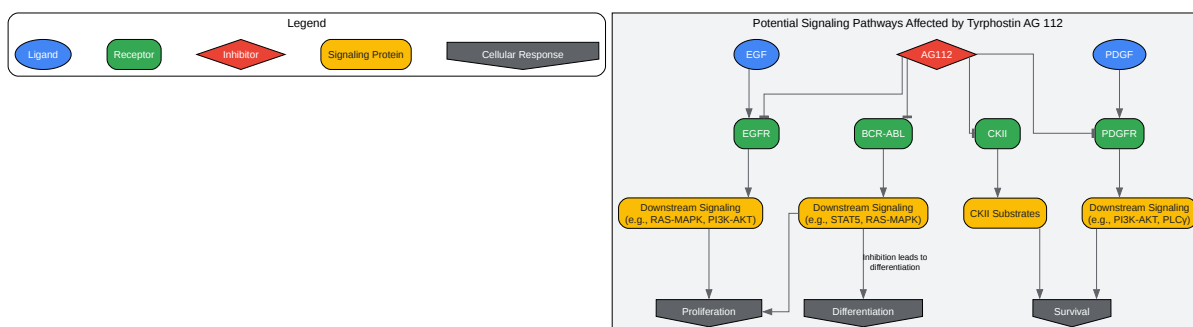 Legend
Ligand
Receptor
Inhibitor
Signaling Protein
Cellular Response
Potential Signaling Pathways Affected by Tyrphostin AG 112
EGF
AG112
PDGF
EGFR
BCR-ABL
CKII
PDGFR
Downstream Signaling
(e.g., RAS-MAPK, PI3K-AKT)
Downstream Signaling
(e.g., STAT5, RAS-MAPK)
CKII Substrates
Downstream Signaling
(e.g., PI3K-AKT, PLCγ)
Inhibition leads to
differentiation
Proliferation
Differentiation
Survival